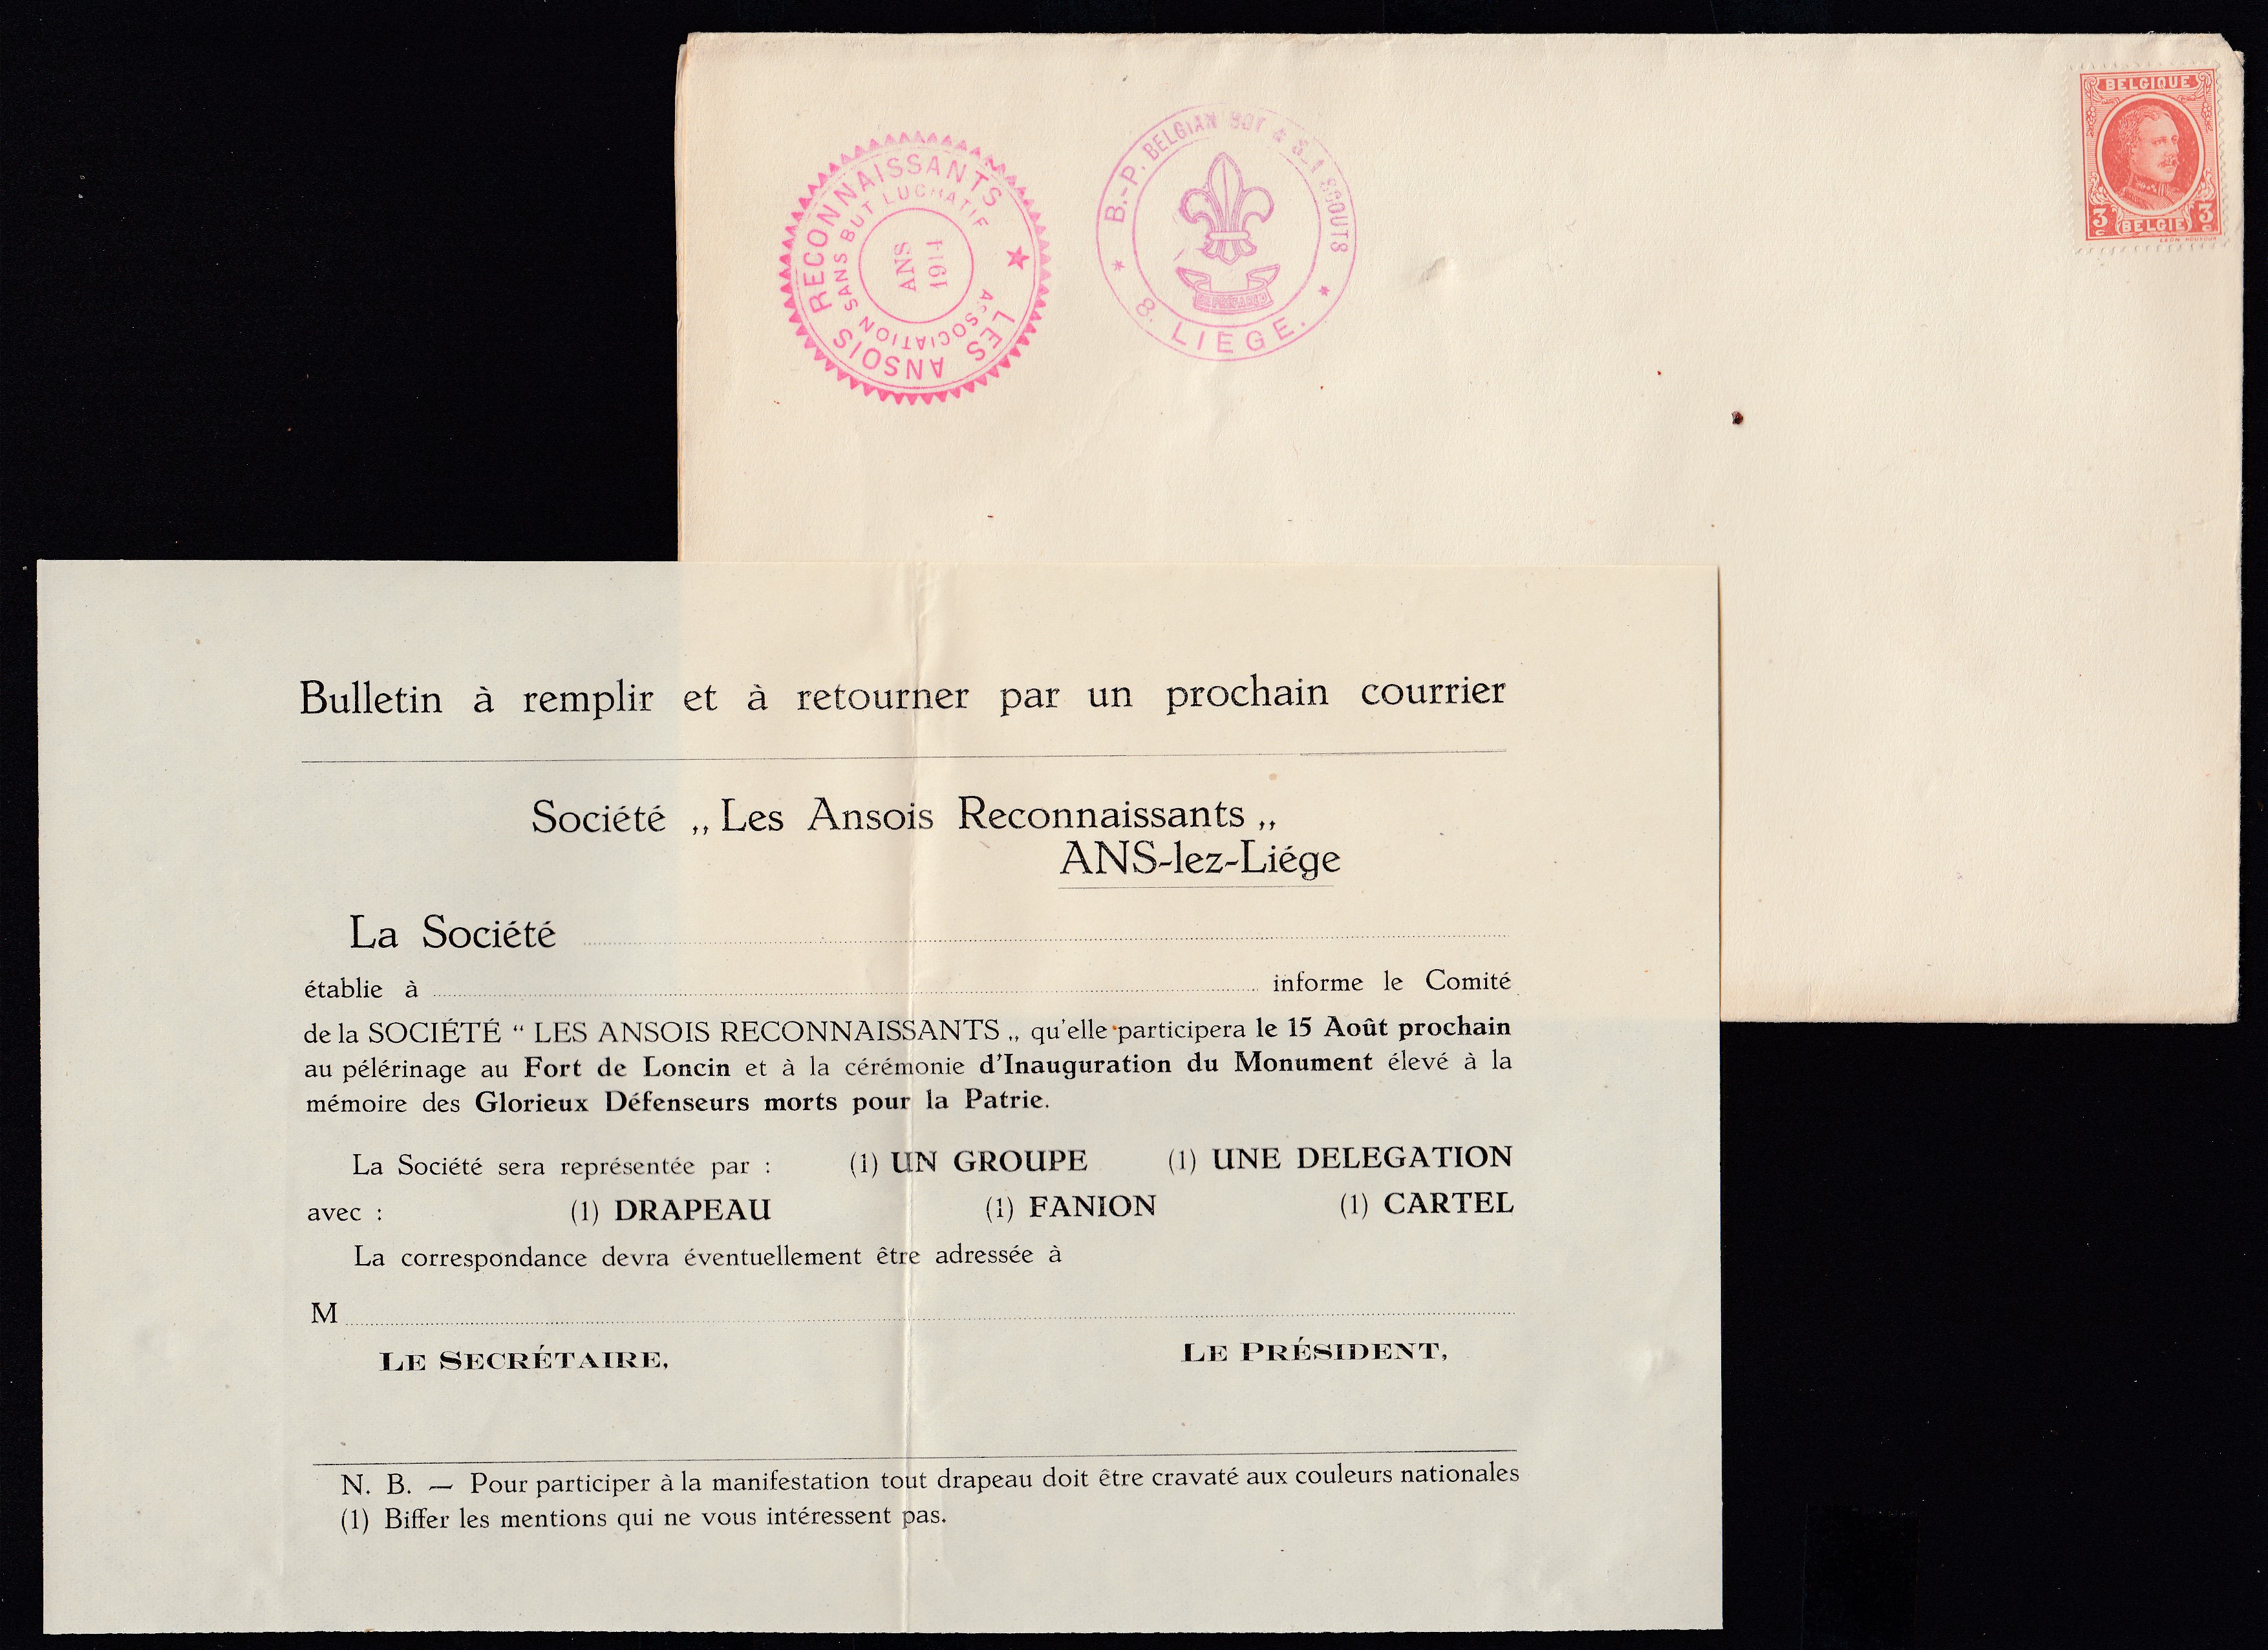 LES ANSOIS RECONNAISSANTS ★
ASSOCIATION SANS BUT LUCRATIF
ANS
1914
* B.-P. BELGIAN BOY & SEA SCOUTS *
8. LIÈGE.
BE PREPARED
BELGIQUE
3c BELGIE 3c
Bulletin à remplir et à retourner par un prochain courrier
Société ,, Les Ansois Reconnaissants ,,
ANS-lez-Liége
La Société
établie à informe le Comité
de la SOCIÉTÉ “ LES ANSOIS RECONNAISSANTS ,, qu'elle participera le 15 Août prochain
au pélérinage au Fort de Loncin et à la cérémonie d'Inauguration du Monument élevé à la
mémoire des Glorieux Défenseurs morts pour la Patrie.
La Société sera représentée par : (1) UN GROUPE (1) UNE DELEGATION
avec : (1) DRAPEAU (1) FANION (1) CARTEL
La correspondance devra éventuellement être adressée à
M
LE SECRÉTAIRE, LE PRÉSIDENT,
N. B. — Pour participer à la manifestation tout drapeau doit être cravaté aux couleurs nationales
(1) Biffer les mentions qui ne vous intéressent pas.